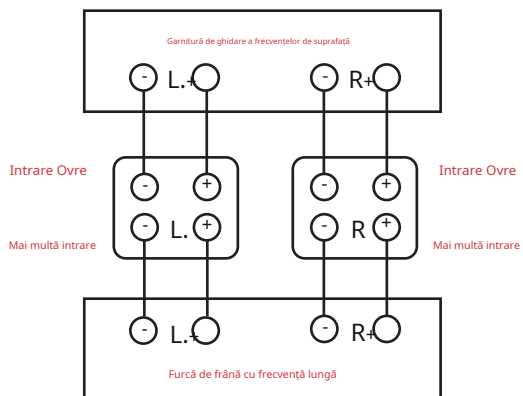 Garnitură de ghidare a frecvențelor de suprafață
- L.+ - R+
Intrare Ovre - + - + Intrare Ovre
- L. + - R +
Mai multă intrare Mai multă intrare
- L.+ - R+
Furcă de frână cu frecvență lungă